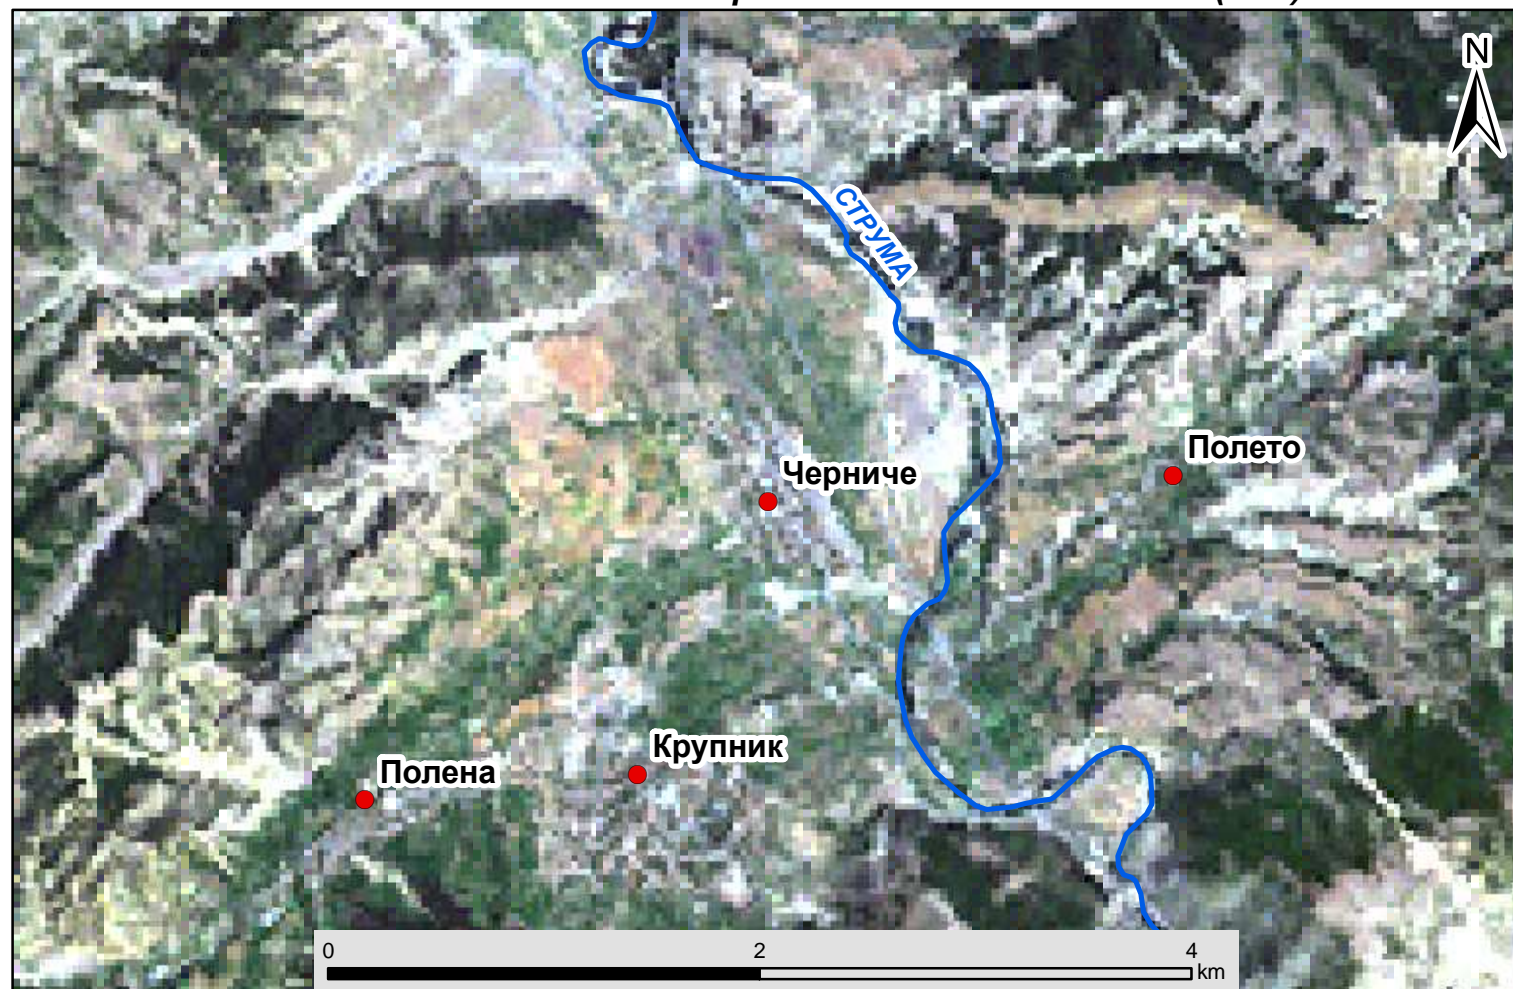 N
СТРУМА
Полето
Черниче
Крупник
Полена
0 2 4
km